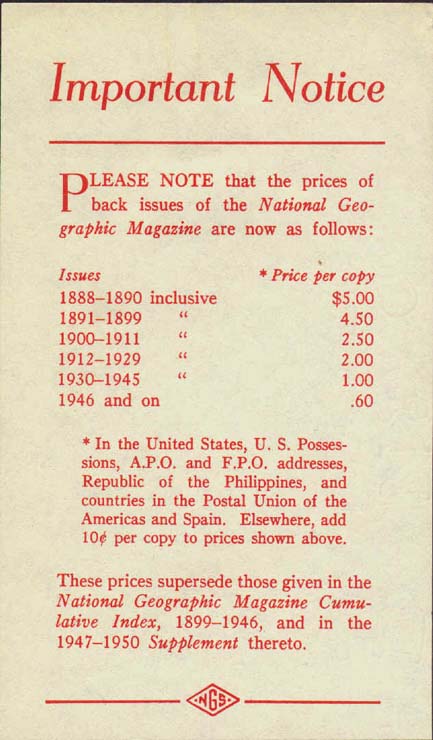 Important Notice
PLEASE NOTE that the prices of
back issues of the National Geo-
graphic Magazine are now as follows:
Issues * Price per copy
1888–1890 inclusive $5.00
1891–1899 “ 4.50
1900–1911 “ 2.50
1912–1929 “ 2.00
1930–1945 “ 1.00
1946 and on .60
* In the United States, U. S. Posses-
sions, A.P.O. and F.P.O. addresses,
Republic of the Philippines, and
countries in the Postal Union of the
Americas and Spain. Elsewhere, add
10¢ per copy to prices shown above.
These prices supersede those given in the
National Geographic Magazine Cumu-
lative Index, 1899–1946, and in the
1947–1950 Supplement thereto.
·NGS·